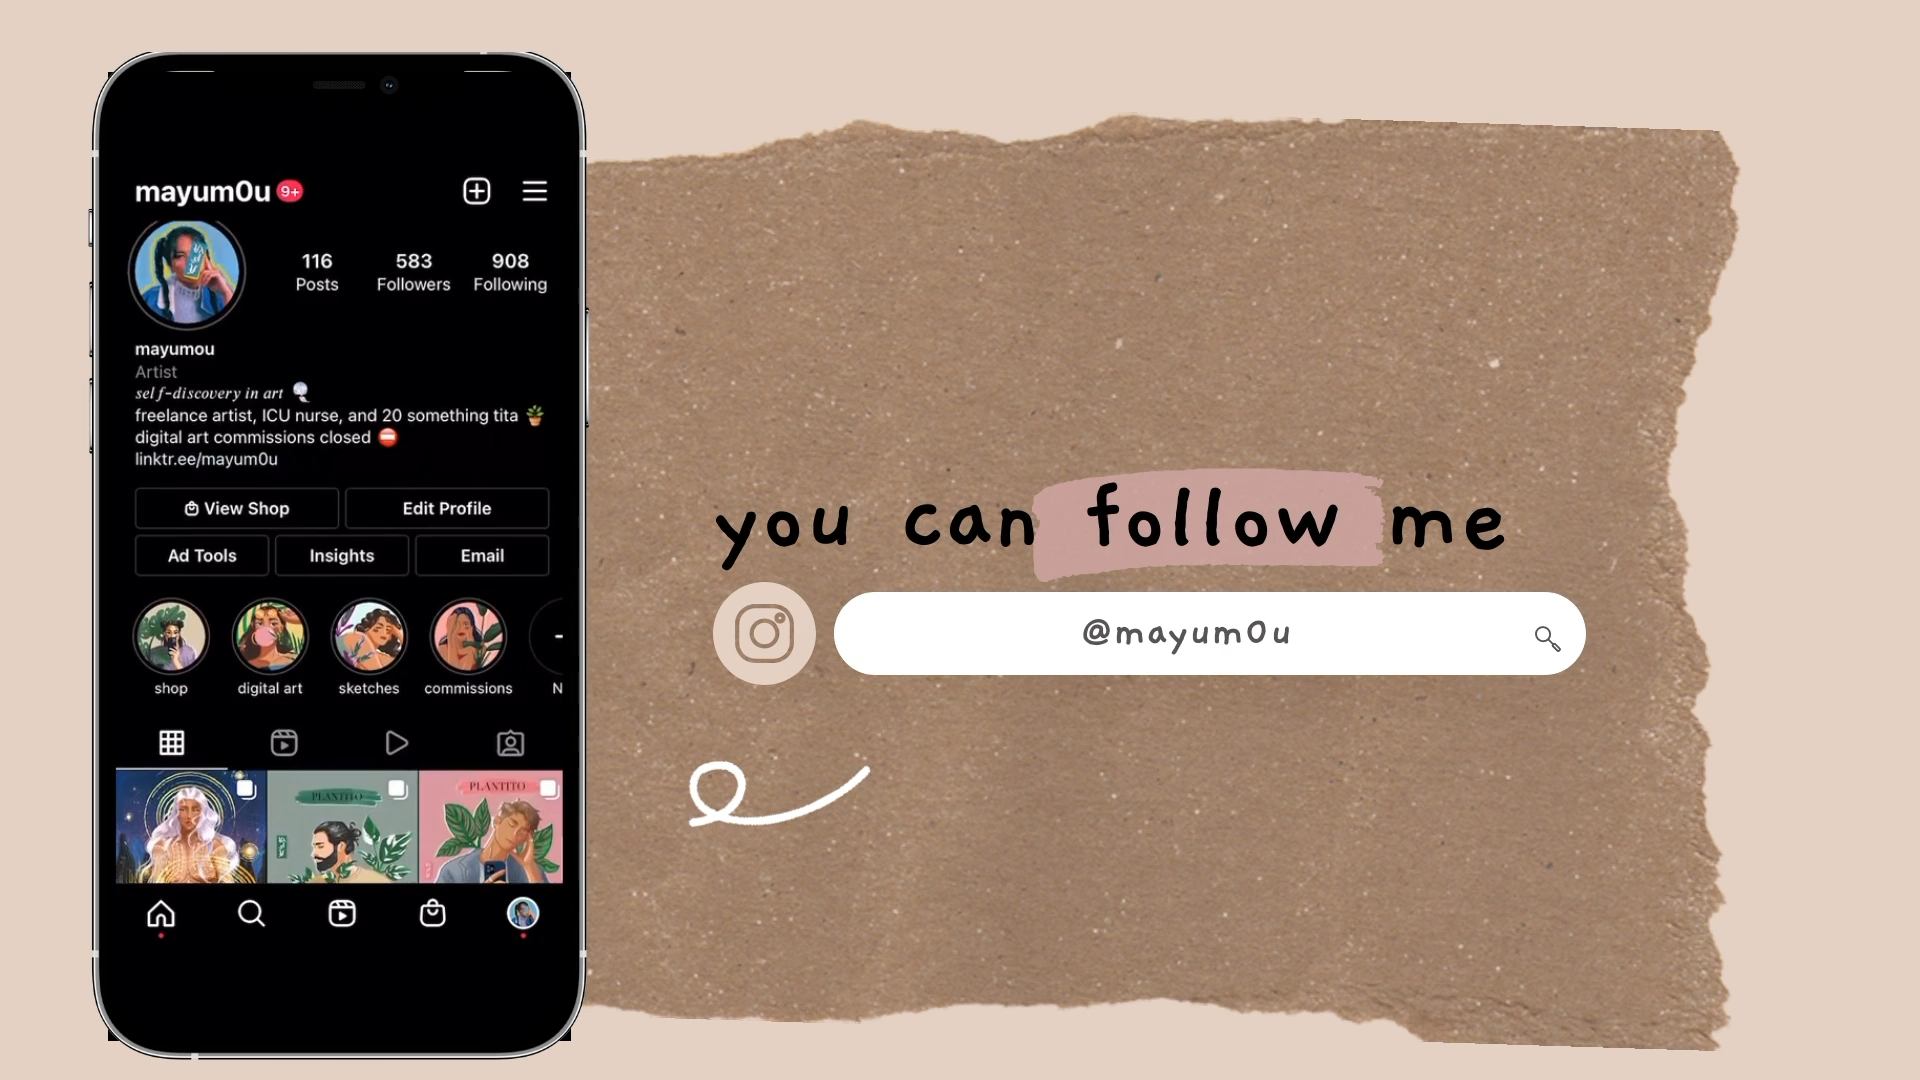 mayum0u 9+
116 583 908
Posts Followers Following
mayumou
Artist
self-discovery in art
freelance artist, ICU nurse, and 20 something tita
digital art commissions closed
linktr.ee/mayum0u
View Shop Edit Profile
Ad Tools Insights Email
shop digital art sketches commissions N
PLANTITO PLANTITO
you can follow me
@mayum0u